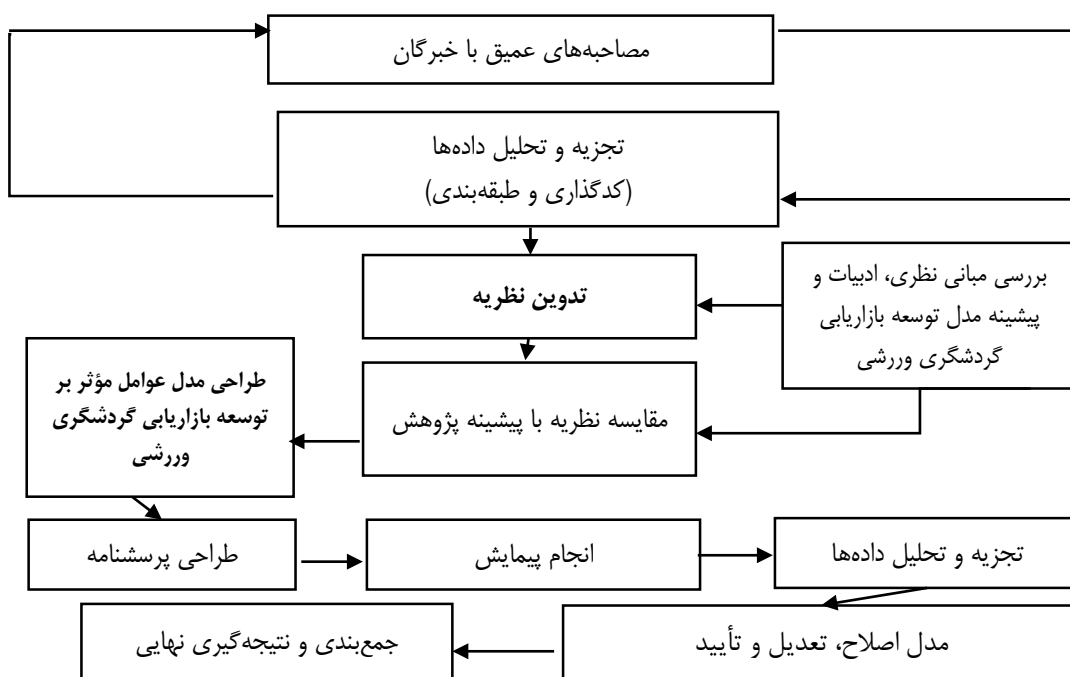 مصاحبه‌های عمیق با خبرگان
تجزیه و تحلیل داده‌ها
(کدگذاری و طبقه‌بندی)
تدوین نظریه
بررسی مبانی نظری، ادبیات و
پیشینه مدل توسعه بازاریابی
گردشگری وررشی
مقایسه نظریه با پیشینه پژوهش
طراحی مدل عوامل مؤثر بر
توسعه بازاریابی گردشگری
وررشی
طراحی پرسشنامه
انجام پیمایش
تجزیه و تحلیل داده‌ها
مدل اصلاح، تعدیل و تأیید
جمع‌بندی و نتیجه‌گیری نهایی